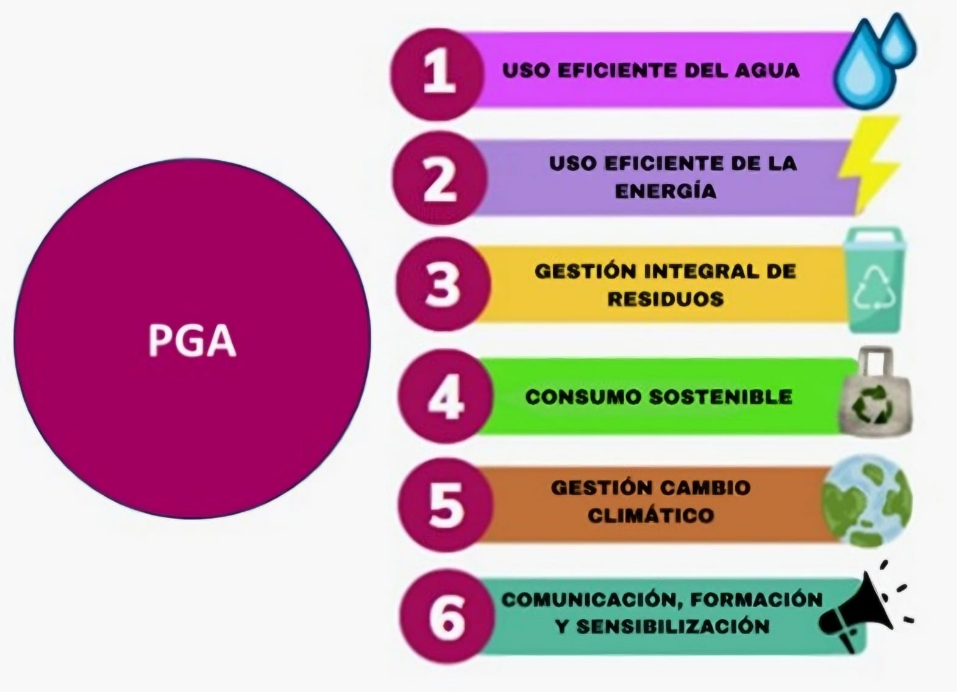 PGA
1
USO EFICIENTE DEL AGUA
2
USO EFICIENTE DE LA
ENERGÍA
3
GESTIÓN INTEGRAL DE
RESIDUOS
4
CONSUMO SOSTENIBLE
5
GESTIÓN CAMBIO
CLIMÁTICO
6
COMUNICACIÓN, FORMACIÓN
Y SENSIBILIZACIÓN